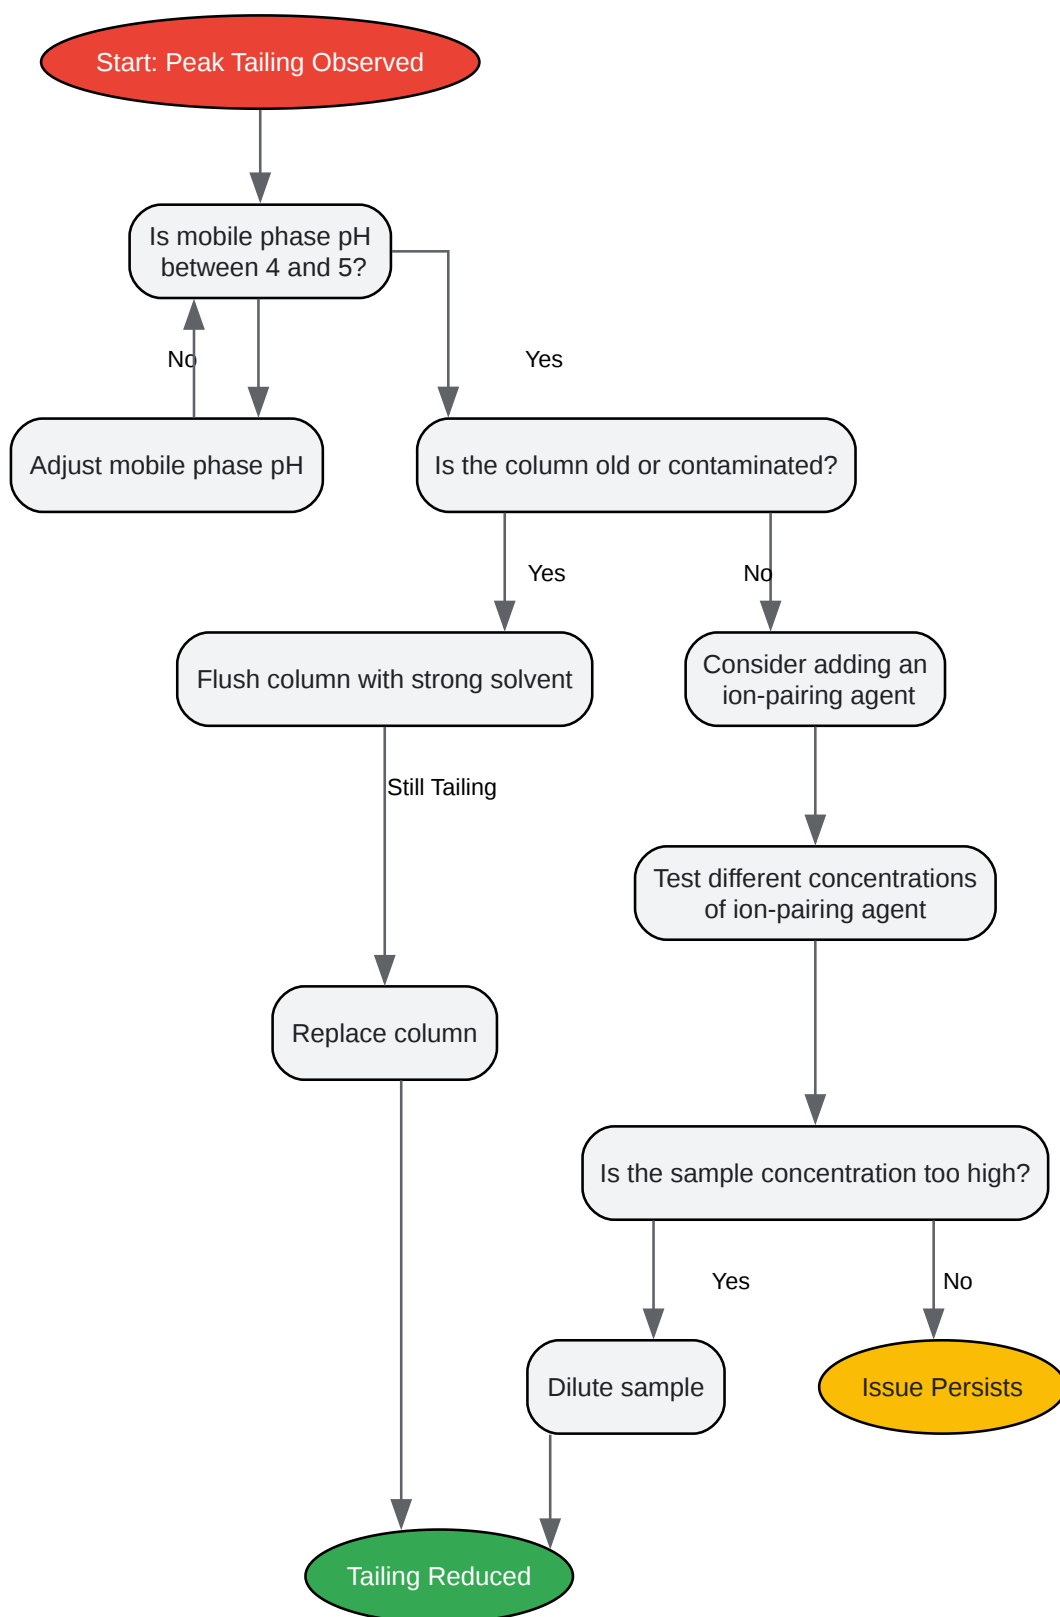 Start: Peak Tailing Observed
Is mobile phase pH
between 4 and 5?
No
Yes
Adjust mobile phase pH
Is the column old or contaminated?
Yes
No
Flush column with strong solvent
Consider adding an
ion-pairing agent
Still Tailing
Test different concentrations
of ion-pairing agent
Replace column
Is the sample concentration too high?
Yes
No
Dilute sample
Issue Persists
Tailing Reduced